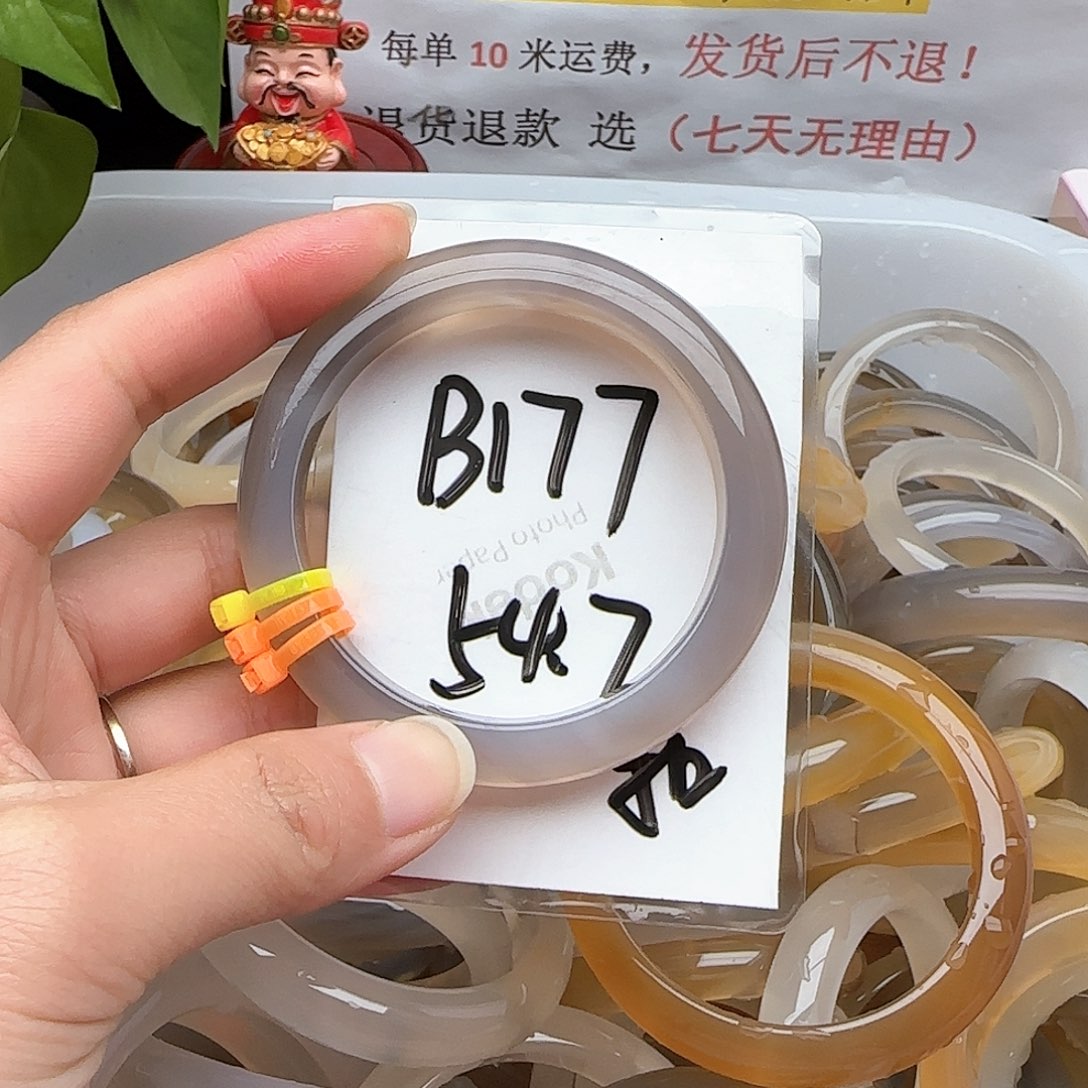 每单 10 米运费，发货后不退！
退货退款 选（七天无理由）
B177
Photo Paper
Kodak
54.7